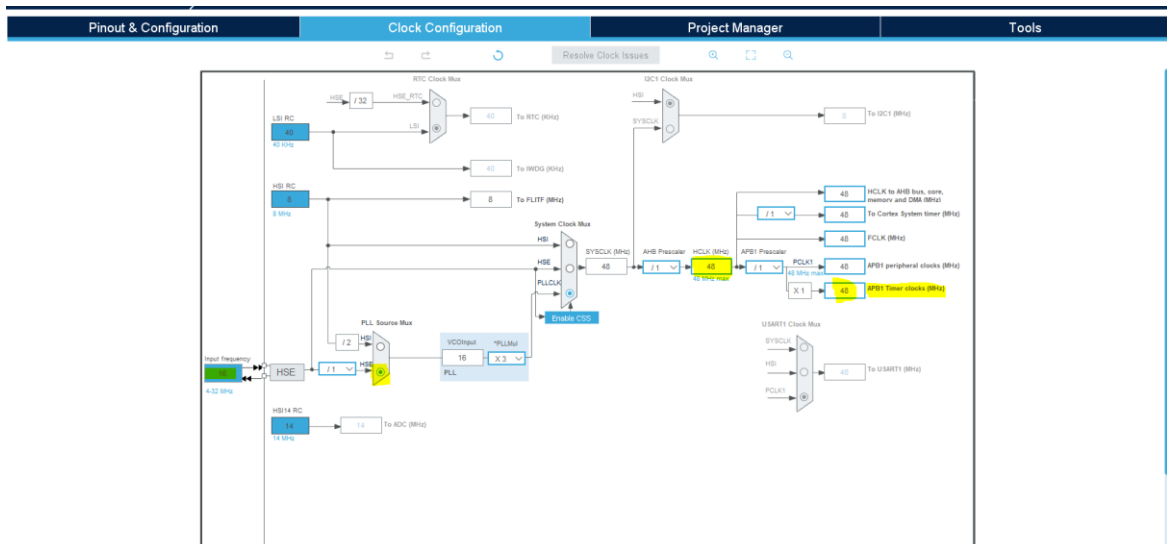 Pinout & Configuration
Clock Configuration
Project Manager
Tools
Resolve Clock Issues
RTC Clock Mux
I2C1 Clock Mux
HSE
/ 32
HSE_RTC
HSI
LSI RC
40
To RTC (KHz)
0
To I2C1 (MHz)
SYSCLK
40
40 KHz
LSI
40
To IWDG (KHz)
HSI RC
8
8 MHz
8
To FLITF (MHz)
48
HCLK to AHB bus, core,
memory and DMA (MHz)
/ 1
48
To Cortex System timer (MHz)
System Clock Mux
HSI
48
FCLK (MHz)
SYSCLK (MHz)
AHB Prescaler
HCLK (MHz)
APB1 Prescaler
HSE
48
/ 1
48
/ 1
PCLK1
48
APB1 peripheral clocks (MHz)
48 MHz max
48 MHz max
PLLCLK
X 1
48
APB1 Timer clocks (MHz)
Enable CSS
PLL Source Mux
USART1 Clock Mux
/ 2
HSI
VCOInput
*PLLMul
SYSCLK
16
X 3
Input frequency
HSI
48
To USART1 (MHz)
16
HSE
/ 1
HSE
PLL
4-32 MHz
PCLK1
HSI14 RC
14
14
To ADC (MHz)
14 MHz